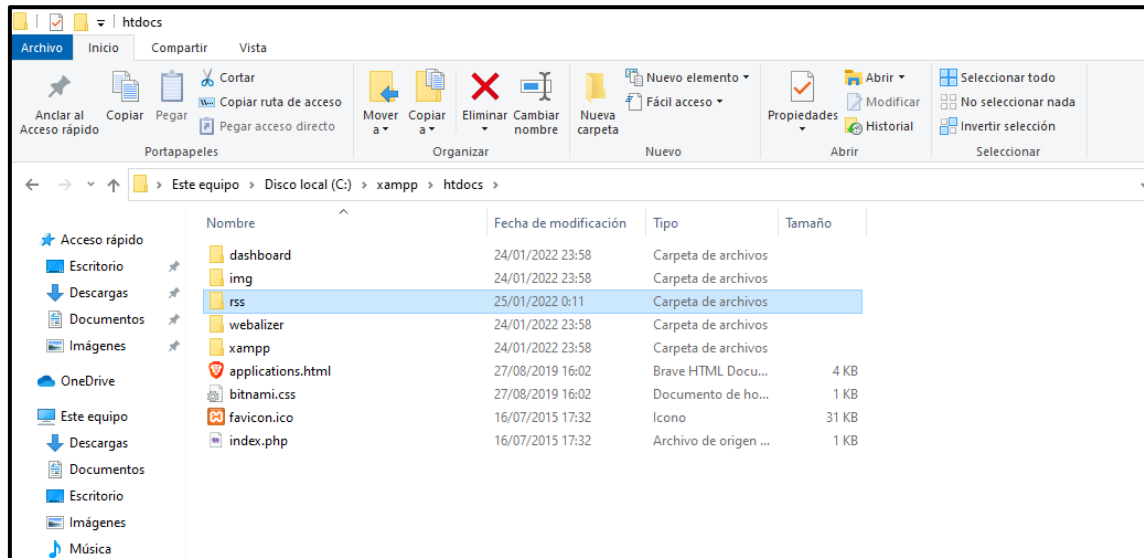 htdocs
Archivo Inicio Compartir Vista
Anclar al Acceso rápido
Copiar
Pegar
Cortar
Copiar ruta de acceso
Pegar acceso directo
Portapapeles
Mover a
Copiar a
Eliminar
Cambiar nombre
Organizar
Nueva carpeta
Nuevo elemento
Fácil acceso
Nuevo
Propiedades
Abrir
Modificar
Historial
Abrir
Seleccionar todo
No seleccionar nada
Invertir selección
Seleccionar
Este equipo > Disco local (C:) > xampp > htdocs >
Nombre Fecha de modificación Tipo Tamaño
dashboard 24/01/2022 23:58 Carpeta de archivos
img 24/01/2022 23:58 Carpeta de archivos
rss 25/01/2022 0:11 Carpeta de archivos
webalizer 24/01/2022 23:58 Carpeta de archivos
xampp 24/01/2022 23:58 Carpeta de archivos
applications.html 27/08/2019 16:02 Brave HTML Docu... 4 KB
bitnami.css 27/08/2019 16:02 Documento de ho... 1 KB
favicon.ico 16/07/2015 17:32 Icono 31 KB
index.php 16/07/2015 17:32 Archivo de origen ... 1 KB
Acceso rápido
Escritorio
Descargas
Documentos
Imágenes
OneDrive
Este equipo
Descargas
Documentos
Escritorio
Imágenes
Música